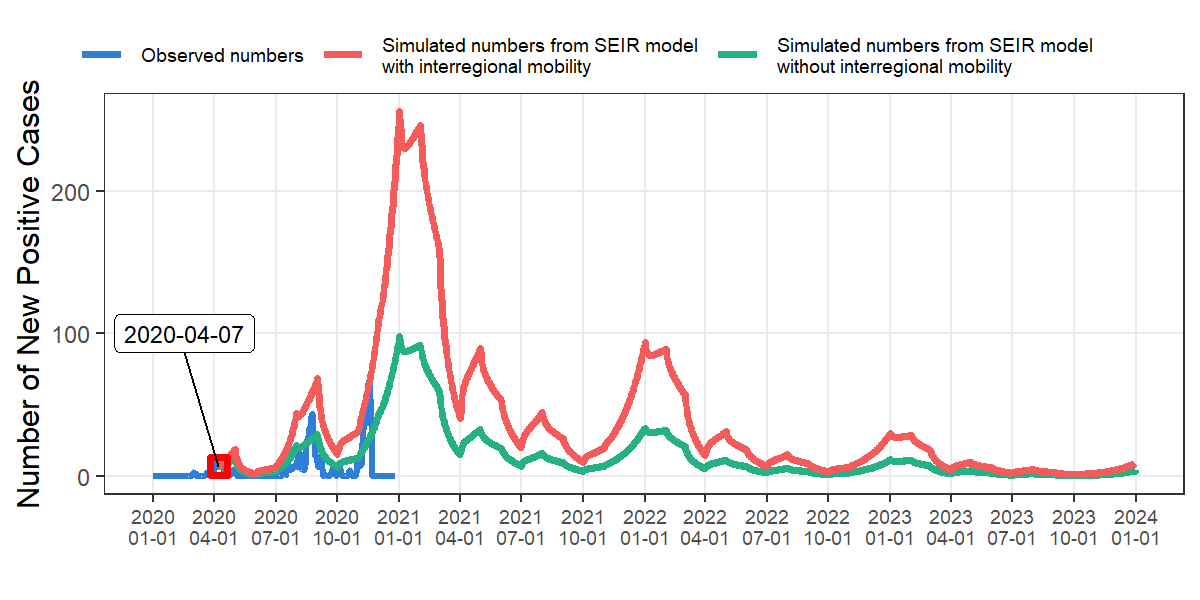 Observed numbers
Simulated numbers from SEIR model
with interregional mobility
Simulated numbers from SEIR model
without interregional mobility
Number of New Positive Cases
200
100
0
2020-04-07
2020 2020 2020 2020 2021 2021 2021 2021 2022 2022 2022 2022 2023 2023 2023 2023 2024
01-01 04-01 07-01 10-01 01-01 04-01 07-01 10-01 01-01 04-01 07-01 10-01 01-01 04-01 07-01 10-01 01-01